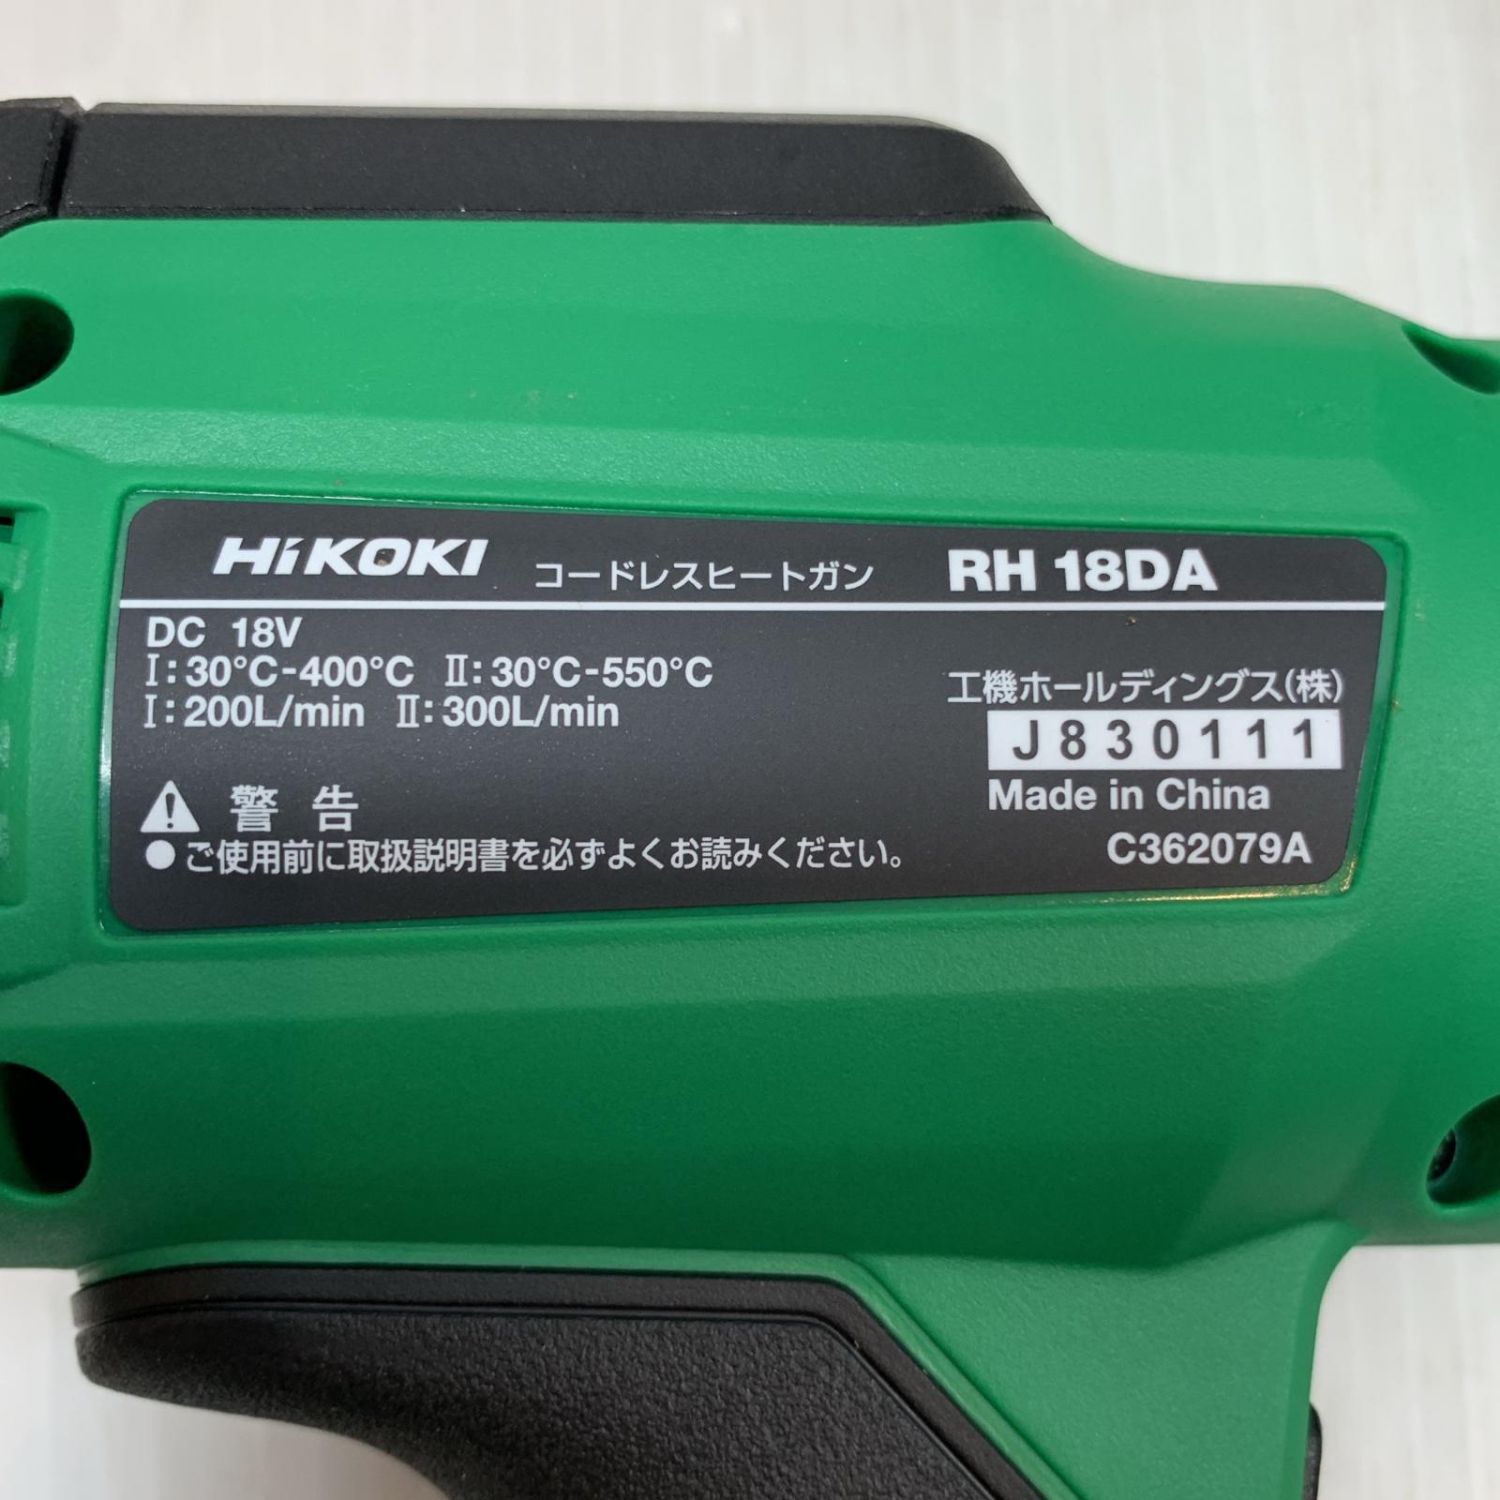 HiKOKI コードレスヒートガン RH 18DA
DC 18V
Ⅰ: 30°C-400°C Ⅱ: 30°C-550°C
Ⅰ: 200L/min Ⅱ: 300L/min
工機ホールディングス(株)
J830111
Made in China
C362079A
警告
●ご使用前に取扱説明書を必ずよくお読みください。